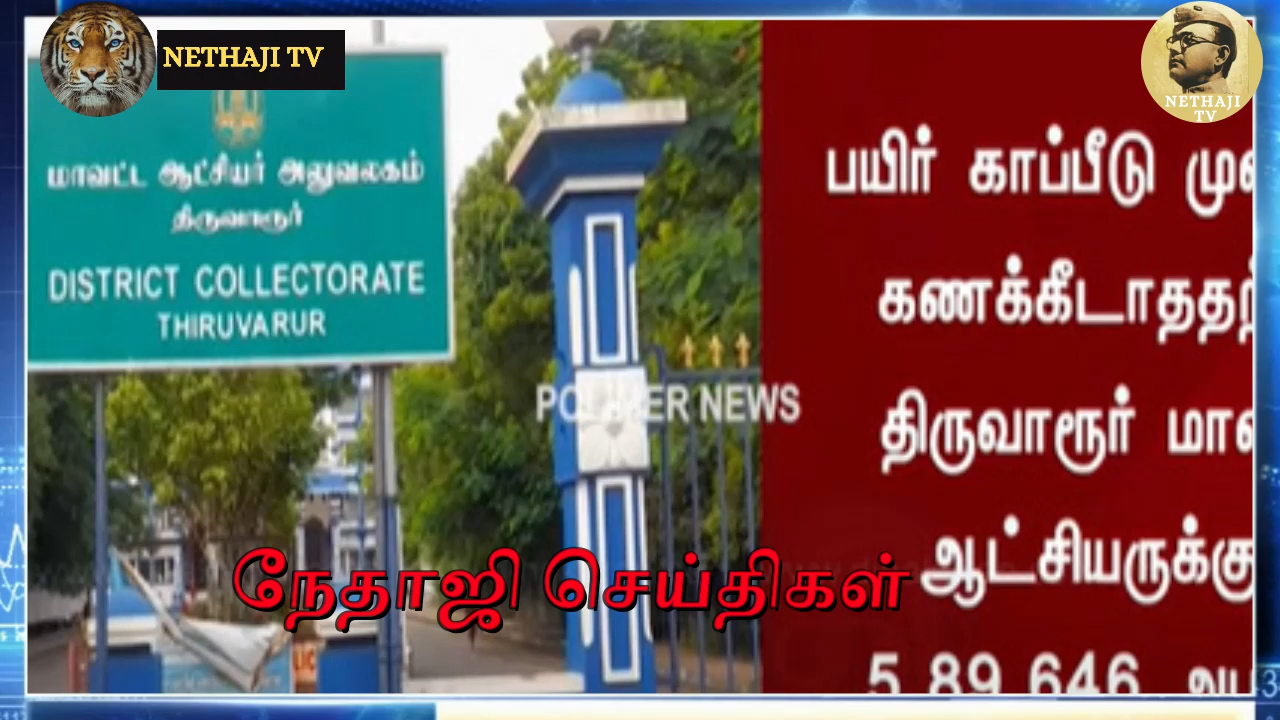 NETHAJI TV
NETHAJI
TV
மாவட்ட ஆட்சியர் அலுவலகம்
திருவாரூர்
DISTRICT COLLECTORATE
THIRUVARUR
POLIMER NEWS
பயிர் காப்பீடு
கணக்கீடாததற்
திருவாரூர்
ஆட்சியருக்கு
5,89,646
நேதாஜி செய்திகள்